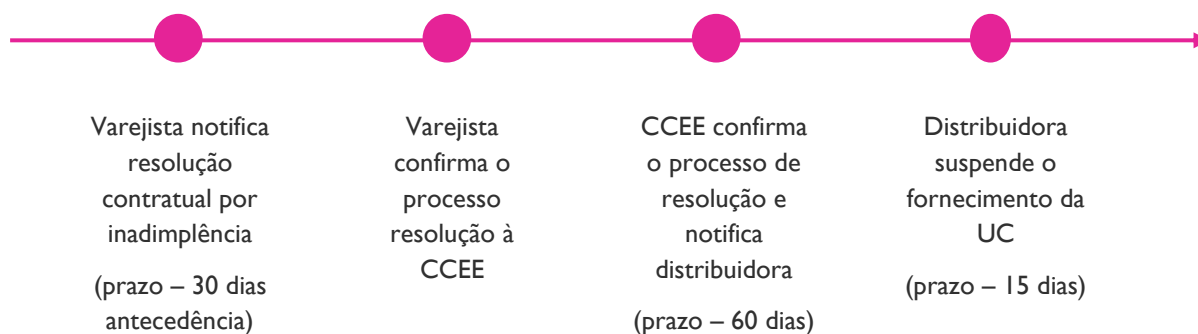 Varejista notifica
resolução
contratual por
inadimplência
(prazo – 30 dias
antecedência)
Varejista
confirma o
processo
resolução à
CCEE
CCEE confirma
o processo de
resolução e
notifica
distribuidora
(prazo – 60 dias)
Distribuidora
suspende o
fornecimento da
UC
(prazo – 15 dias)